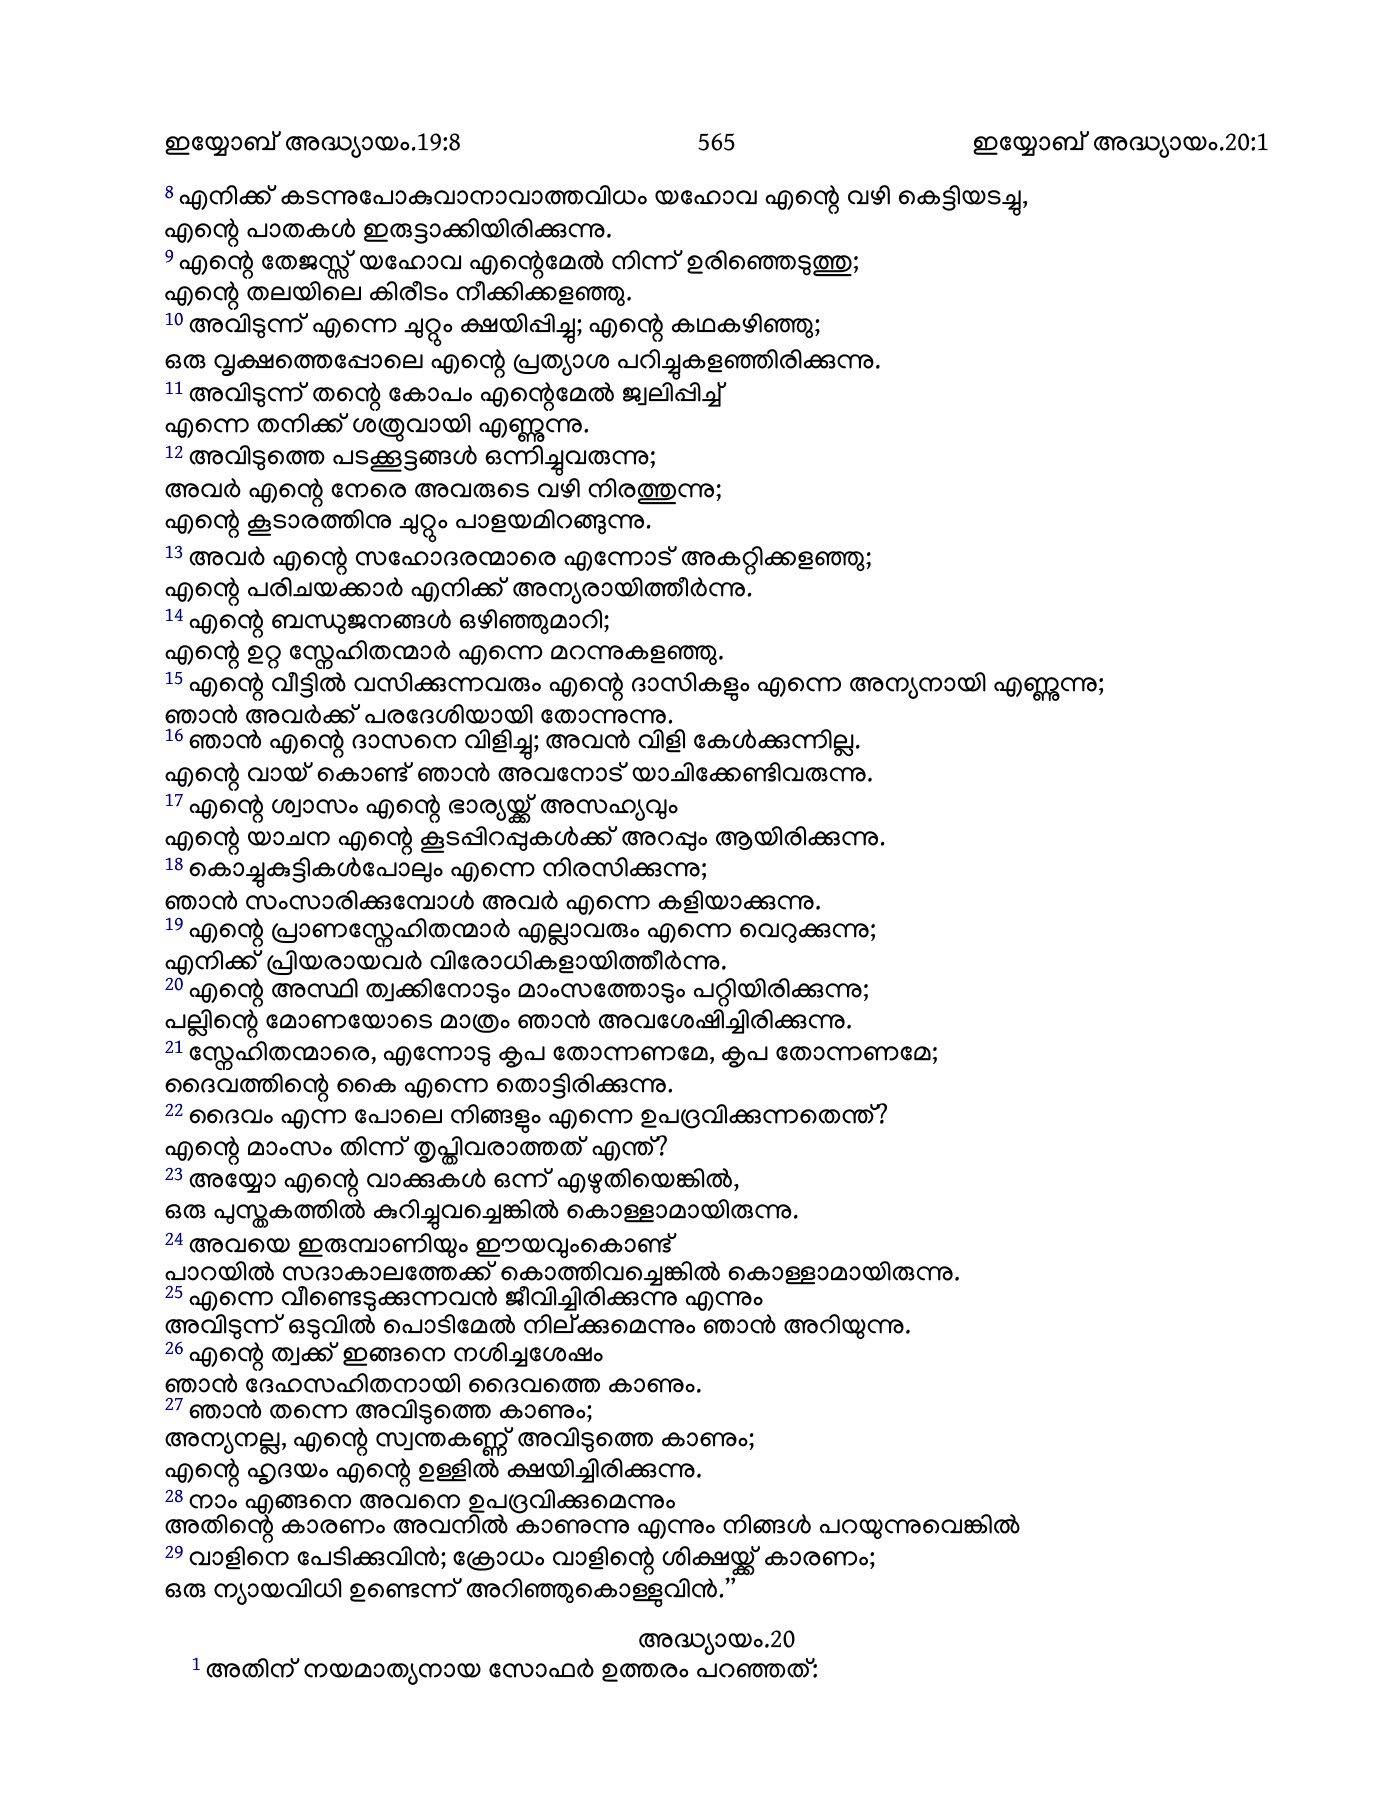 ഇയ്യോബ് അദ്ധ്യായം.19:8 565 ഇയ്യോബ് അദ്ധ്യായം.20:1
8 എനിക്ക് കടന്നുപോകുവാനാവാത്തവിധം യഹോവ എന്റെ വഴി കെട്ടിയടച്ചു,
എന്റെ പാതകൾ ഇരുട്ടാക്കിയിരിക്കുന്നു.
9 എന്റെ തേജസ്സ് യഹോവ എന്റെമേൽ നിന്ന് ഉരിഞ്ഞെടുത്തു;
എന്റെ തലയിലെ കിരീടം നീക്കിക്കളഞ്ഞു.
10 അവിടുന്ന് എന്നെ ചുറ്റും ക്ഷയിപ്പിച്ചു; എന്റെ കഥകഴിഞ്ഞു;
ഒരു വൃക്ഷത്തെപ്പോലെ എന്റെ പ്രത്യാശ പറിച്ചുകളഞ്ഞിരിക്കുന്നു.
11 അവിടുന്ന് തന്റെ കോപം എന്റെമേൽ ജ്വലിപ്പിച്ച്
എന്നെ തനിക്ക് ശത്രുവായി എണ്ണുന്നു.
12 അവിടുത്തെ പടക്കൂട്ടങ്ങൾ ഒന്നിച്ചുവരുന്നു;
അവർ എന്റെ നേരെ അവരുടെ വഴി നിരത്തുന്നു;
എന്റെ കൂടാരത്തിനു ചുറ്റും പാളയമിറങ്ങുന്നു.
13 അവർ എന്റെ സഹോദരന്മാരെ എന്നോട് അകറ്റിക്കളഞ്ഞു;
എന്റെ പരിചയക്കാർ എനിക്ക് അന്യരായിത്തീർന്നു.
14 എന്റെ ബന്ധുജനങ്ങൾ ഒഴിഞ്ഞുമാറി;
എന്റെ ഉറ്റ സ്നേഹിതന്മാർ എന്നെ മറന്നുകളഞ്ഞു.
15 എന്റെ വീട്ടിൽ വസിക്കുന്നവരും എന്റെ ദാസികളും എന്നെ അന്യനായി എണ്ണുന്നു;
ഞാൻ അവർക്ക് പരദേശിയായി തോന്നുന്നു.
16 ഞാൻ എന്റെ ദാസനെ വിളിച്ചു; അവൻ വിളി കേൾക്കുന്നില്ല.
എന്റെ വായ് കൊണ്ട് ഞാൻ അവനോട് യാചിക്കേണ്ടിവരുന്നു.
17 എന്റെ ശ്വാസം എന്റെ ഭാര്യയ്ക്ക് അസഹ്യവും
എന്റെ യാചന എന്റെ കൂടപ്പിറപ്പുകൾക്ക് അറപ്പും ആയിരിക്കുന്നു.
18 കൊച്ചുകുട്ടികൾപോലും എന്നെ നിരസിക്കുന്നു;
ഞാൻ സംസാരിക്കുമ്പോൾ അവർ എന്നെ കളിയാക്കുന്നു.
19 എന്റെ പ്രാണസ്നേഹിതന്മാർ എല്ലാവരും എന്നെ വെറുക്കുന്നു;
എനിക്ക് പ്രിയരായവർ വിരോധികളായിത്തീർന്നു.
20 എന്റെ അസ്ഥി ത്വക്കിനോടും മാംസത്തോടും പറ്റിയിരിക്കുന്നു;
പല്ലിന്റെ മോണയോടെ മാത്രം ഞാൻ അവശേഷിച്ചിരിക്കുന്നു.
21 സ്നേഹിതന്മാരെ, എന്നോടു കൃപ തോന്നണമേ, കൃപ തോന്നണമേ;
ദൈവത്തിന്റെ കൈ എന്നെ തൊട്ടിരിക്കുന്നു.
22 ദൈവം എന്ന പോലെ നിങ്ങളും എന്നെ ഉപദ്രവിക്കുന്നതെന്ത്?
എന്റെ മാംസം തിന്ന് തൃപ്തിവരാത്തത് എന്ത്?
23 അയ്യോ എന്റെ വാക്കുകൾ ഒന്ന് എഴുതിയെങ്കിൽ,
ഒരു പുസ്തകത്തിൽ കുറിച്ചുവച്ചെങ്കിൽ കൊള്ളാമായിരുന്നു.
24 അവയെ ഇരുമ്പാണിയും ഈയവുംകൊണ്ട്
പാറയിൽ സദാകാലത്തേക്ക് കൊത്തിവച്ചെങ്കിൽ കൊള്ളാമായിരുന്നു.
25 എന്നെ വീണ്ടെടുക്കുന്നവൻ ജീവിച്ചിരിക്കുന്നു എന്നും
അവിടുന്ന് ഒടുവിൽ പൊടിമേൽ നില്ക്കുമെന്നും ഞാൻ അറിയുന്നു.
26 എന്റെ ത്വക്ക് ഇങ്ങനെ നശിച്ചശേഷം
ഞാൻ ദേഹസഹിതനായി ദൈവത്തെ കാണും.
27 ഞാൻ തന്നെ അവിടുത്തെ കാണും;
അന്യനല്ല, എന്റെ സ്വന്തകണ്ണ് അവിടുത്തെ കാണും;
എന്റെ ഹൃദയം എന്റെ ഉള്ളിൽ ക്ഷയിച്ചിരിക്കുന്നു.
28 നാം എങ്ങനെ അവനെ ഉപദ്രവിക്കുമെന്നും
അതിന്റെ കാരണം അവനിൽ കാണുന്നു എന്നും നിങ്ങൾ പറയുന്നുവെങ്കിൽ
29 വാളിനെ പേടിക്കുവിൻ; ക്രോധം വാളിന്റെ ശിക്ഷയ്ക്ക് കാരണം;
ഒരു ന്യായവിധി ഉണ്ടെന്ന് അറിഞ്ഞുകൊള്ളുവിൻ.”
അദ്ധ്യായം.20
1 അതിന് നയമാത്യനായ സോഫർ ഉത്തരം പറഞ്ഞത്: